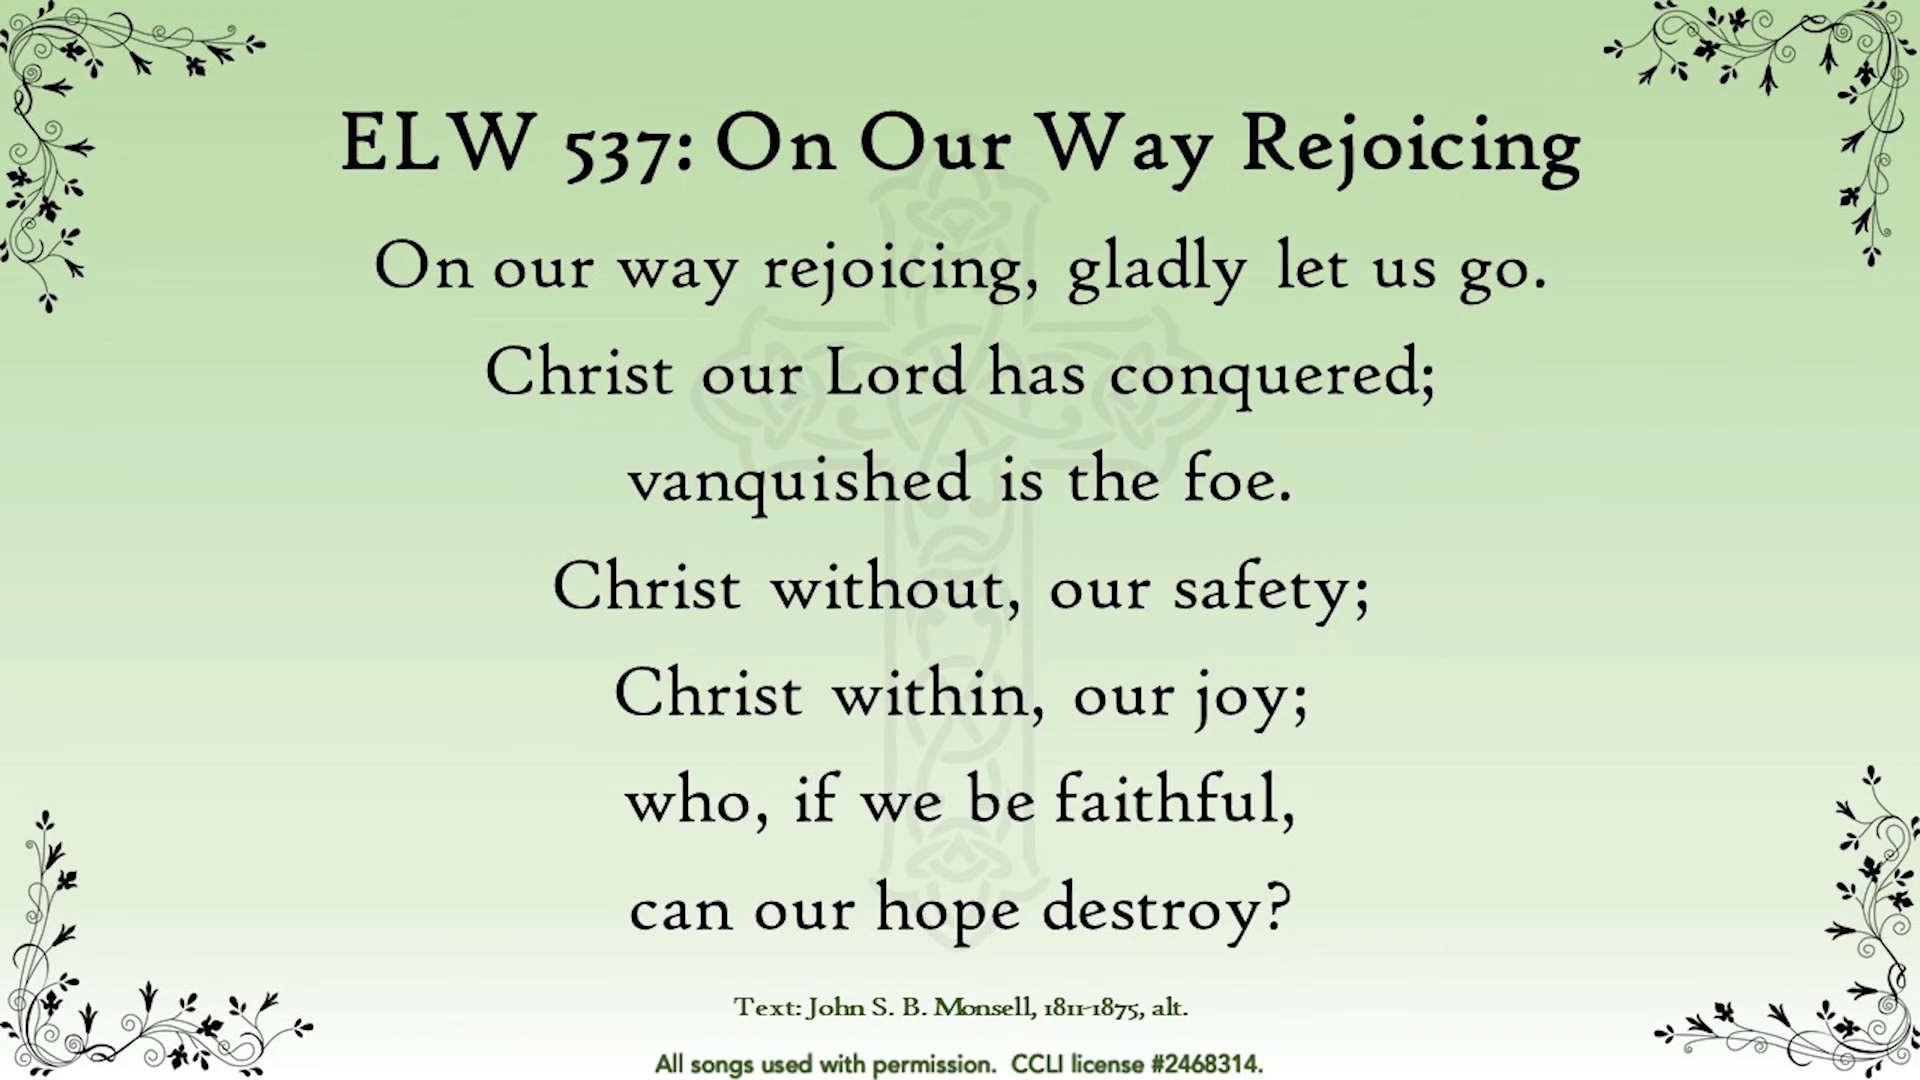 ELW 537: On Our Way Rejoicing
On our way rejoicing, gladly let us go.
Christ our Lord has conquered;
vanquished is the foe.
Christ without, our safety;
Christ within, our joy;
who, if we be faithful,
can our hope destroy?
Text: John S. B. Monsell, 1811-1875, alt.
All songs used with permission. CCLI license #2468314.